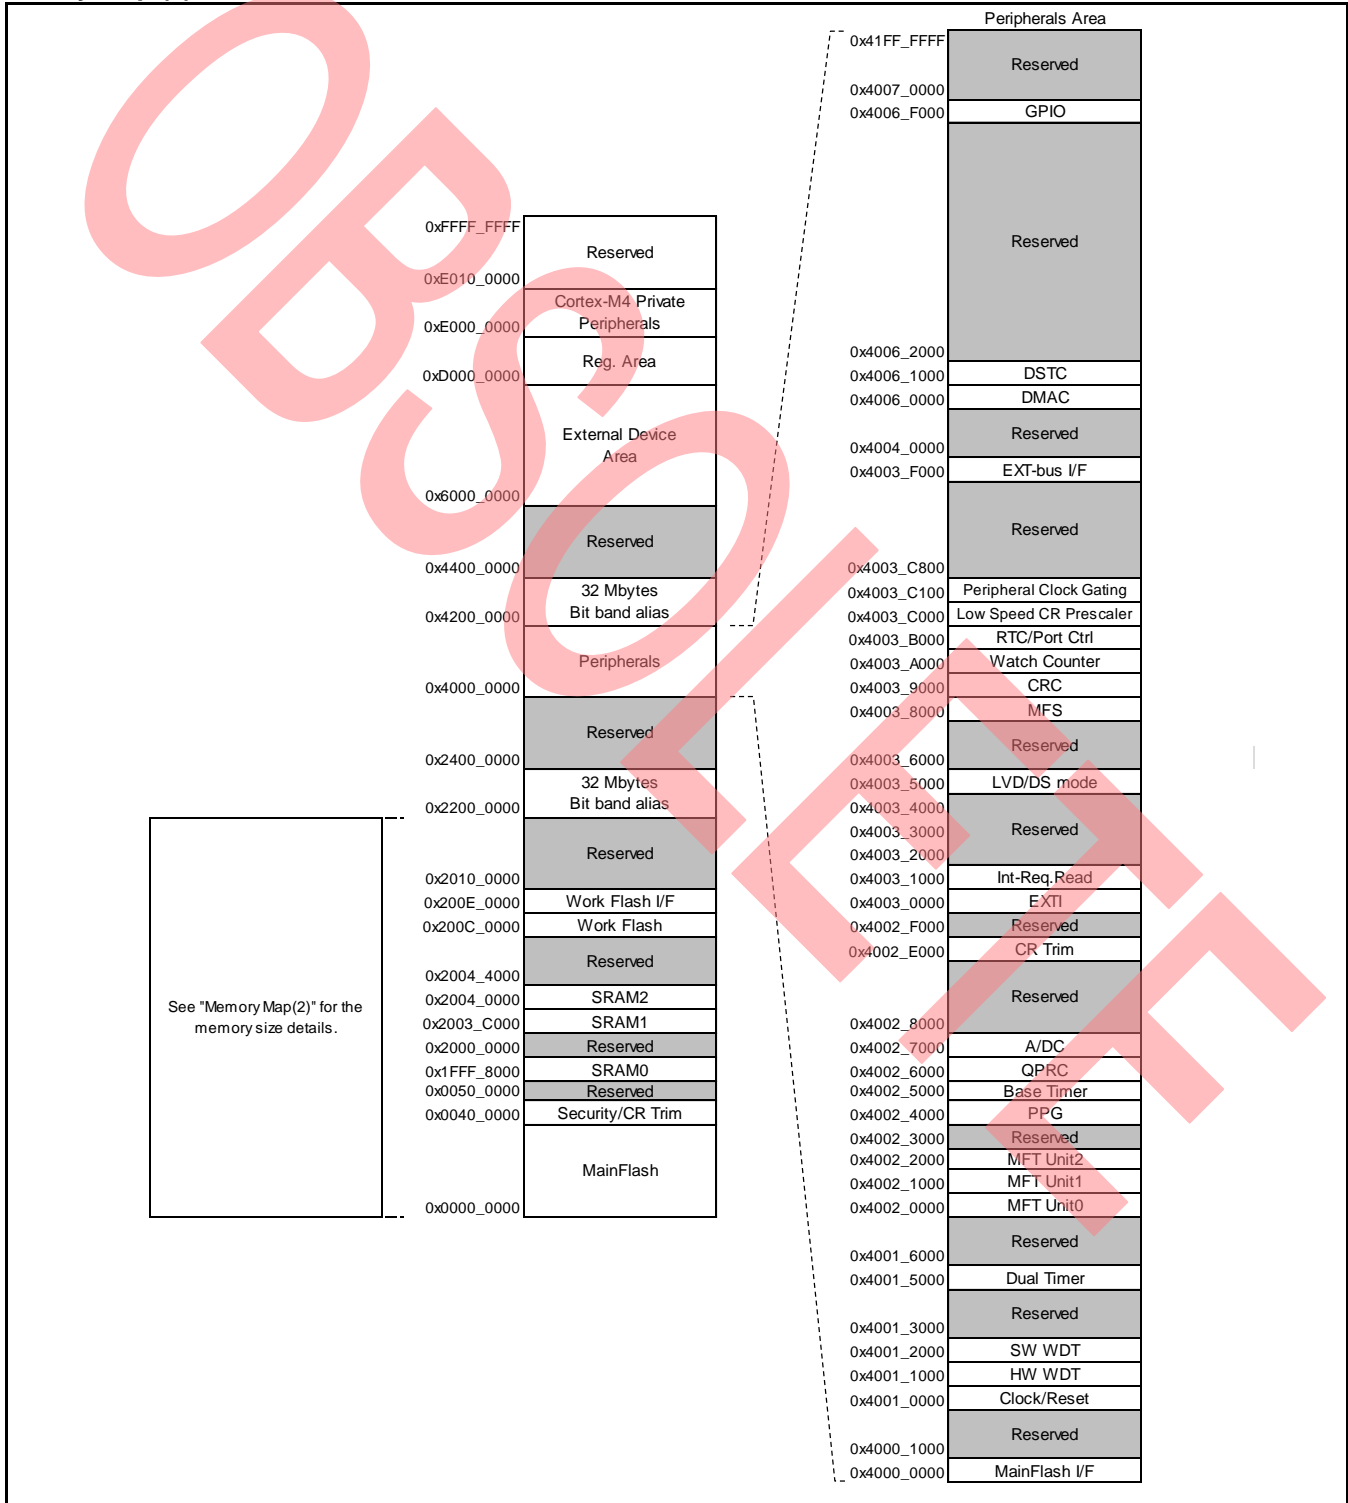 Peripherals Area
0x41FF_FFFF
Reserved
0x4007_0000
0x4006_F000 GPIO
Reserved
0x4006_2000
0x4006_1000 DSTC
0x4006_0000 DMAC
Reserved
0x4004_0000
0x4003_F000 EXT-bus I/F
Reserved
0x4003_C800
0x4003_C100 Peripheral Clock Gating
0x4003_C000 Low Speed CR Prescaler
0x4003_B000 RTC/Port Ctrl
0x4003_A000 Watch Counter
0x4003_9000 CRC
0x4003_8000 MFS
Reserved
0x4003_6000
0x4003_5000 LVD/DS mode
0x4003_4000
0x4003_3000 Reserved
0x4003_2000
0x4003_1000 Int-Req.Read
0x4003_0000 EXTI
0x4002_F000 Reserved
0x4002_E000 CR Trim
Reserved
0x4002_8000
0x4002_7000 A/DC
0x4002_6000 QPRC
0x4002_5000 Base Timer
0x4002_4000 PPG
0x4002_3000 Reserved
0x4002_2000 MFT Unit2
0x4002_1000 MFT Unit1
0x4002_0000 MFT Unit0
Reserved
0x4001_6000
0x4001_5000 Dual Timer
Reserved
0x4001_3000
0x4001_2000 SW WDT
0x4001_1000 HW WDT
0x4001_0000 Clock/Reset
Reserved
0x4000_1000
0x4000_0000 MainFlash I/F
0xFFFF_FFFF
Reserved
0xE010_0000
Cortex-M4 Private
0xE000_0000 Peripherals
Reg. Area
0xD000_0000
External Device
Area
0x6000_0000
Reserved
0x4400_0000
32 Mbytes
0x4200_0000 Bit band alias
Peripherals
0x4000_0000
Reserved
0x2400_0000
32 Mbytes
0x2200_0000 Bit band alias
Reserved
0x2010_0000
0x200E_0000 Work Flash I/F
0x200C_0000 Work Flash
Reserved
0x2004_4000
0x2004_0000 SRAM2
0x2003_C000 SRAM1
0x2000_0000 Reserved
0x1FFF_8000 SRAM0
0x0050_0000 Reserved
0x0040_0000 Security/CR Trim
MainFlash
0x0000_0000
See "Memory Map(2)" for the
memory size details.
OBSOLETE